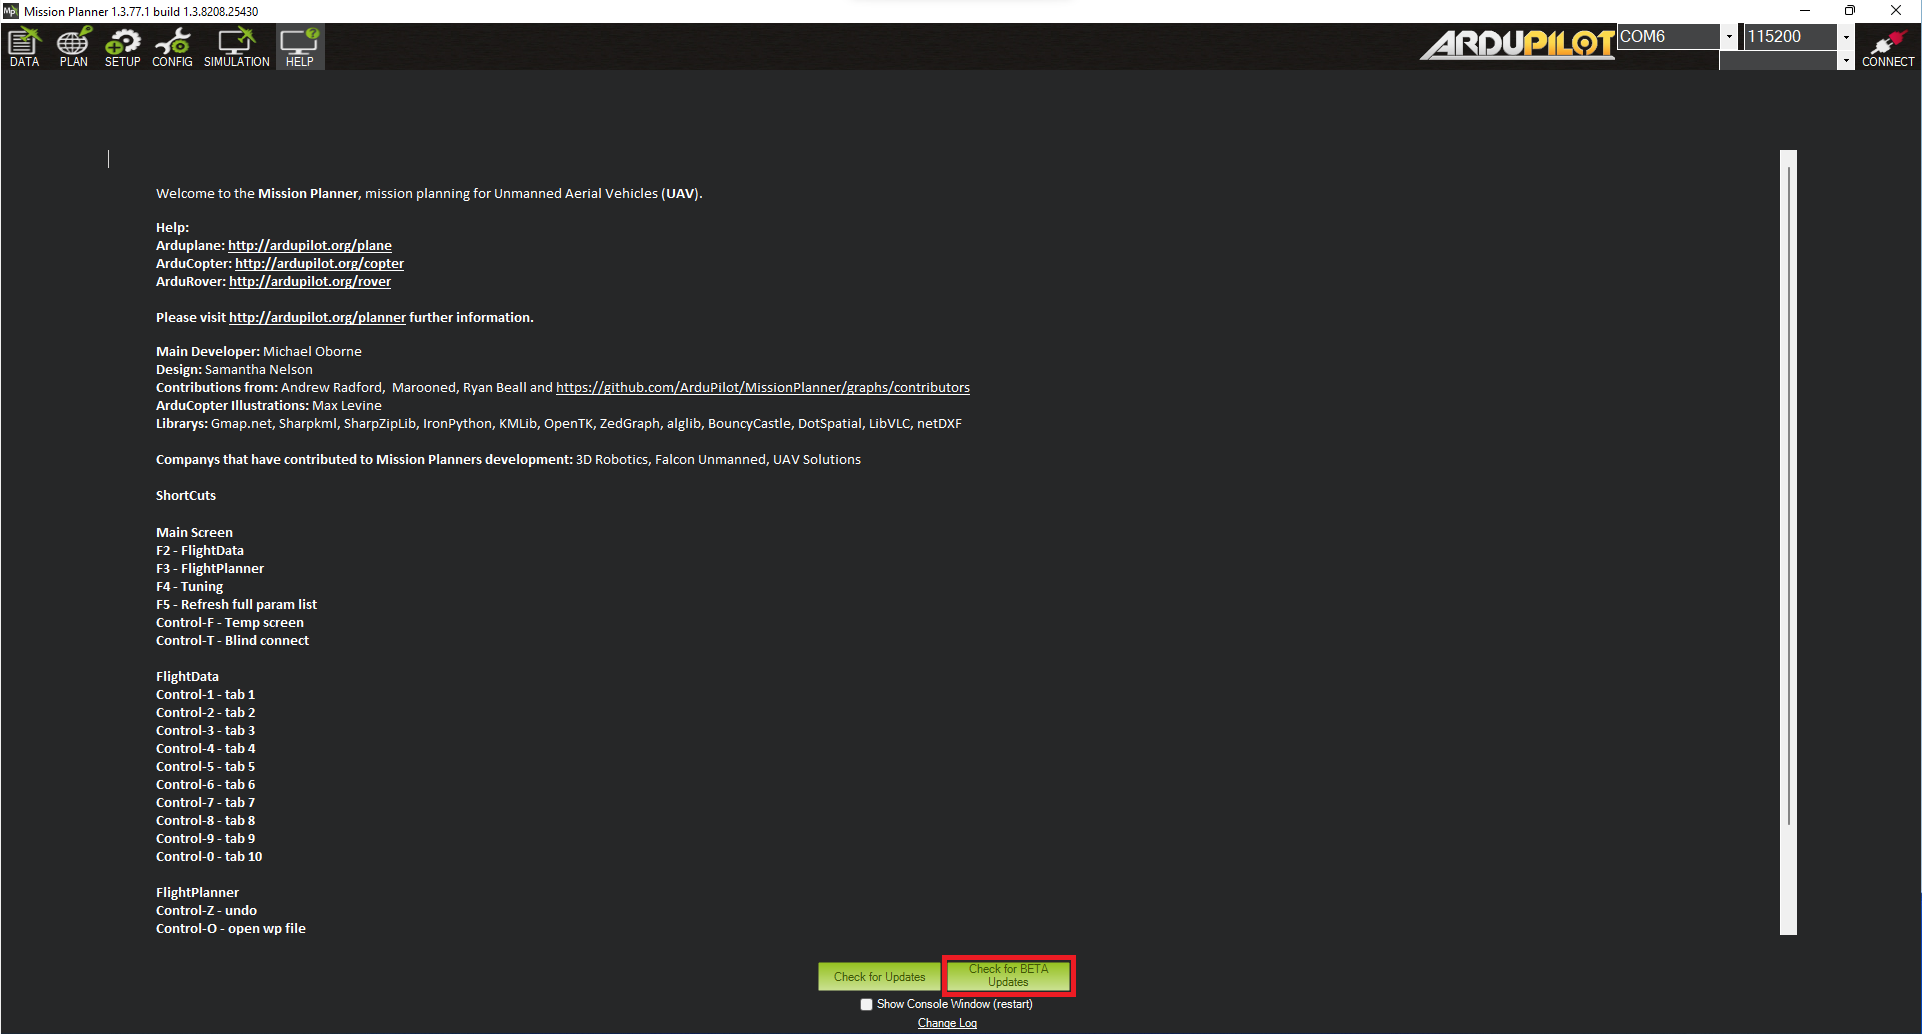 Mission Planner 1.3.77.1 build 1.3.8208.25430
DATA PLAN SETUP CONFIG SIMULATION HELP
ARDUPILOT COM6 115200 CONNECT
Welcome to the Mission Planner, mission planning for Unmanned Aerial Vehicles (UAV).
Help:
Arduplane: http://ardupilot.org/plane
ArduCopter: http://ardupilot.org/copter
ArduRover: http://ardupilot.org/rover
Please visit http://ardupilot.org/planner further information.
Main Developer: Michael Oborne
Design: Samantha Nelson
Contributions from: Andrew Radford,  Marooned, Ryan Beall and https://github.com/ArduPilot/MissionPlanner/graphs/contributors
ArduCopter Illustrations: Max Levine
Librarys: Gmap.net, Sharpkml, SharpZipLib, IronPython, KMLib, OpenTK, ZedGraph, alglib, BouncyCastle, DotSpatial, LibVLC, netDXF
Companys that have contributed to Mission Planners development: 3D Robotics, Falcon Unmanned, UAV Solutions
ShortCuts
Main Screen
F2 - FlightData
F3 - FlightPlanner
F4 - Tuning
F5 - Refresh full param list
Control-F - Temp screen
Control-T - Blind connect
FlightData
Control-1 - tab 1
Control-2 - tab 2
Control-3 - tab 3
Control-4 - tab 4
Control-5 - tab 5
Control-6 - tab 6
Control-7 - tab 7
Control-8 - tab 8
Control-9 - tab 9
Control-0 - tab 10
FlightPlanner
Control-Z - undo
Control-O - open wp file
Check for Updates
Check for BETA
Updates
Show Console Window (restart)
Change Log